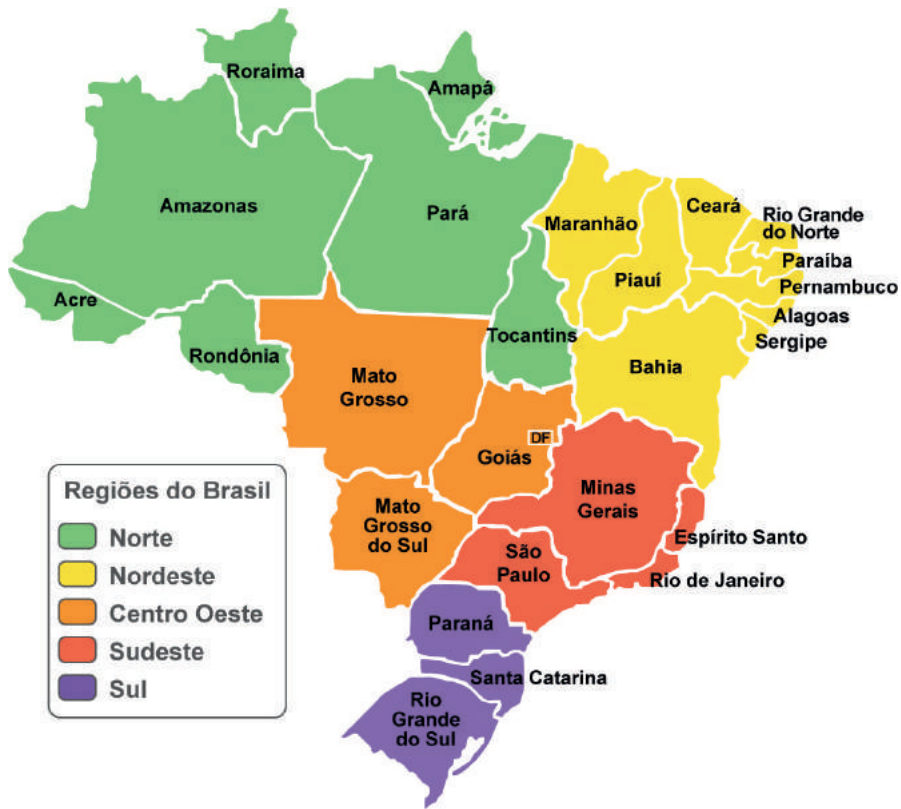 Roraima
Amapá
Amazonas
Pará
Maranhão
Ceará
Rio Grande
do Norte
Paraíba
Piauí
Pernambuco
Acre
Alagoas
Tocantins
Sergipe
Rondônia
Bahia
Mato
Grosso
DF
Goiás
Minas
Gerais
Mato
Grosso
do Sul
Espírito Santo
São
Paulo
Rio de Janeiro
Paraná
Santa Catarina
Rio
Grande
do Sul
Regiões do Brasil
Norte
Nordeste
Centro Oeste
Sudeste
Sul